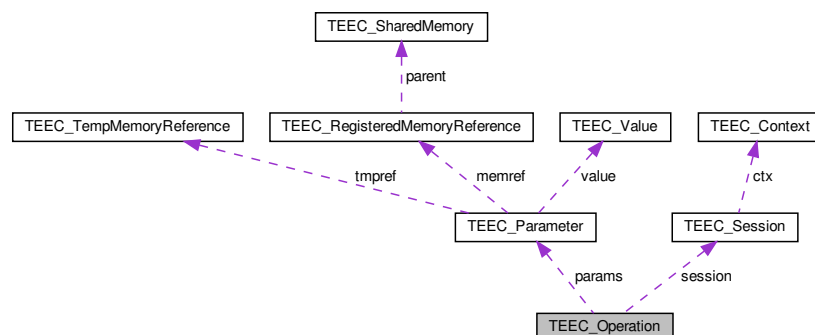 TEEC_SharedMemory
parent
TEEC_TempMemoryReference
TEEC_RegisteredMemoryReference
TEEC_Value
TEEC_Context
tmpref
memref
value
ctx
TEEC_Parameter
TEEC_Session
params
session
TEEC_Operation